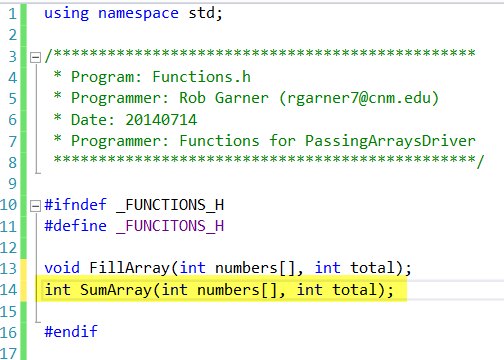 1 using namespace std;
2
3 /***********************************************
4 * Program: Functions.h
5 * Programmer: Rob Garner (rgarner7@cnm.edu)
6 * Date: 20140714
7 * Programmer: Functions for PassingArraysDriver
8 ***********************************************/
9
10 #ifndef _FUNCTIONS_H
11 #define _FUNCITONS_H
12
13 void FillArray(int numbers[], int total);
14 int SumArray(int numbers[], int total);
15
16 #endif
17